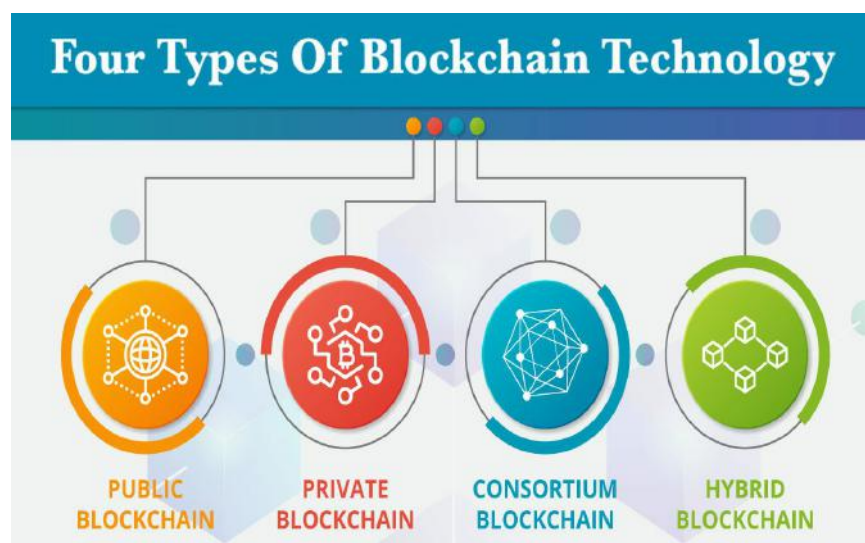 Four Types Of Blockchain Technology
PUBLIC
BLOCKCHAIN
PRIVATE
BLOCKCHAIN
CONSORTIUM
BLOCKCHAIN
HYBRID
BLOCKCHAIN